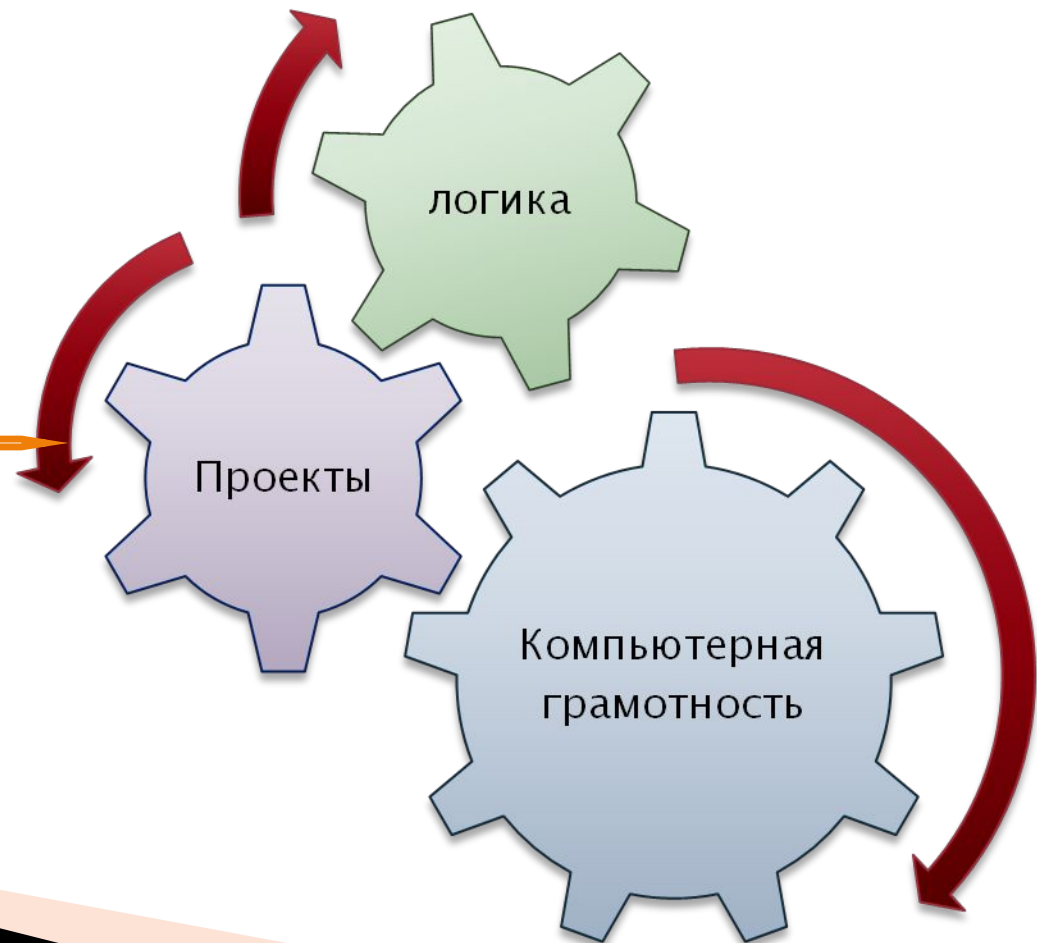 логика
Проекты
Компьютерная
грамотность